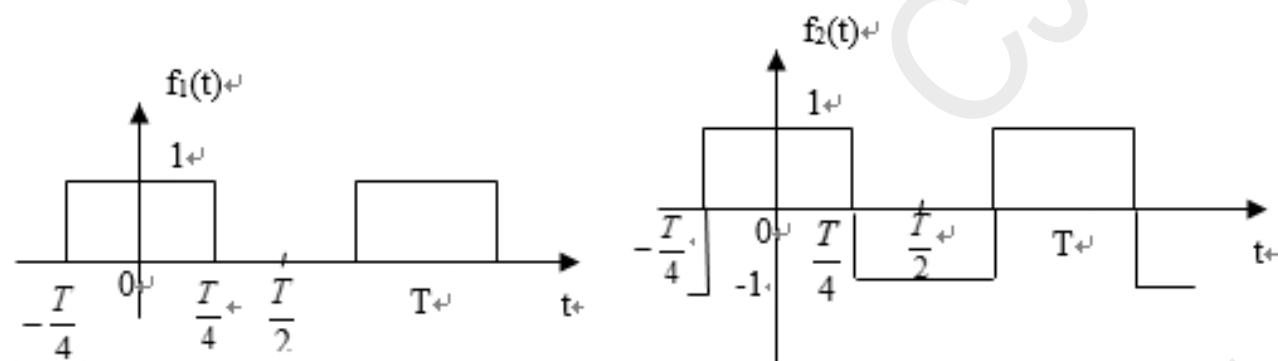 f₁(t)↵
1↵
0↵
-T/4
T/4↵
T/2
T↵
t↵
f₂(t)↵
1↵
0↵
-T/4
-1
T/4
T/2↵
T↵
t↵